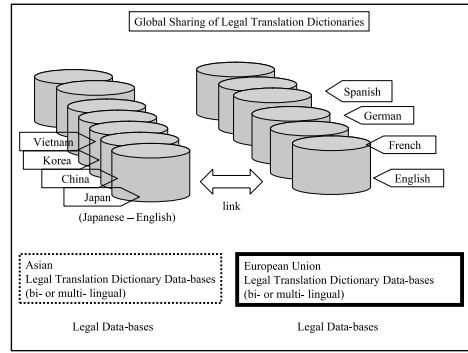 Global Sharing of Legal Translation Dictionaries
Spanish
German
Vietnam
French
Korea
China
English
Japan
link
(Japanese – English)
Asian
Legal Translation Dictionary Data-bases
(bi- or multi- lingual)
European Union
Legal Translation Dictionary Data-bases
(bi- or multi- lingual)
Legal Data-bases
Legal Data-bases